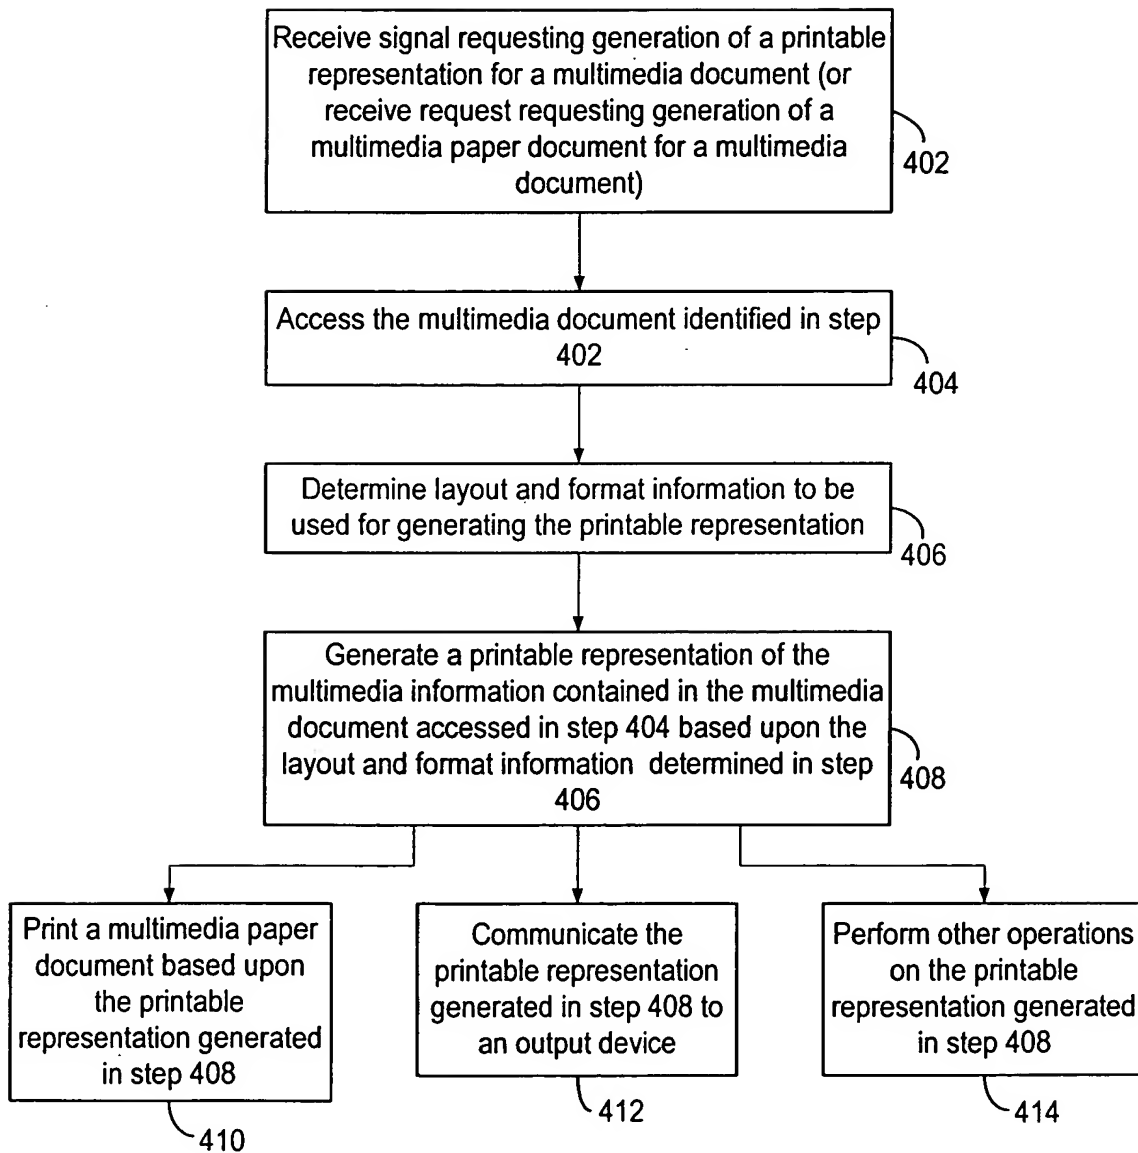 Receive signal requesting generation of a printable
representation for a multimedia document (or
receive request requesting generation of a
multimedia paper document for a multimedia
document)
402
Access the multimedia document identified in step
402
404
Determine layout and format information to be
used for generating the printable representation
406
Generate a printable representation of the
multimedia information contained in the multimedia
document accessed in step 404 based upon the
layout and format information determined in step
406
408
Print a multimedia paper
document based upon
the printable
representation generated
in step 408
410
Communicate the
printable representation
generated in step 408 to
an output device
412
Perform other operations
on the printable
representation generated
in step 408
414